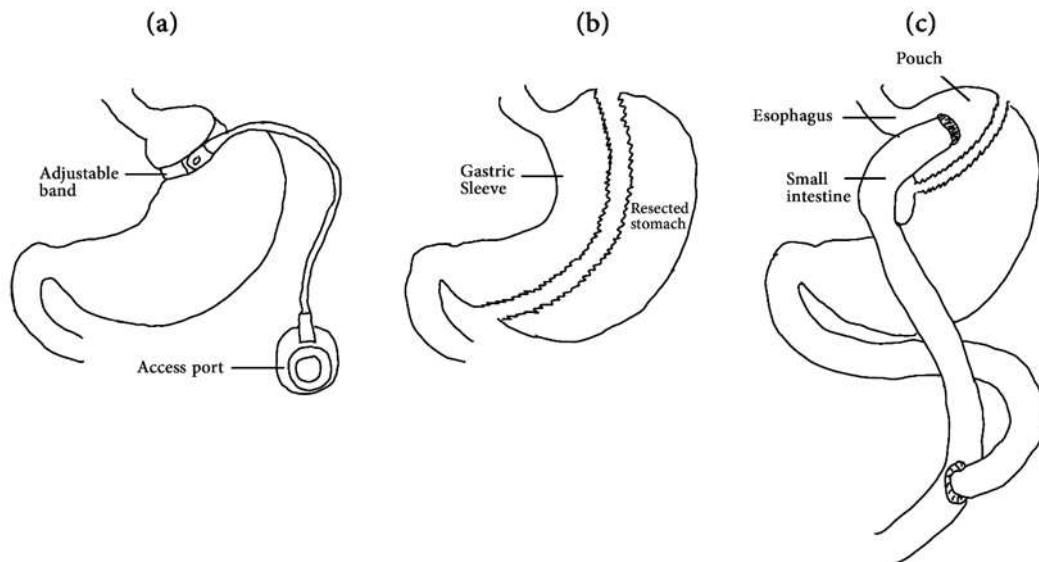 (a)
(b)
(c)
Adjustable
band
Access port
Gastric
Sleeve
Resected
stomach
Pouch
Esophagus
Small
intestine